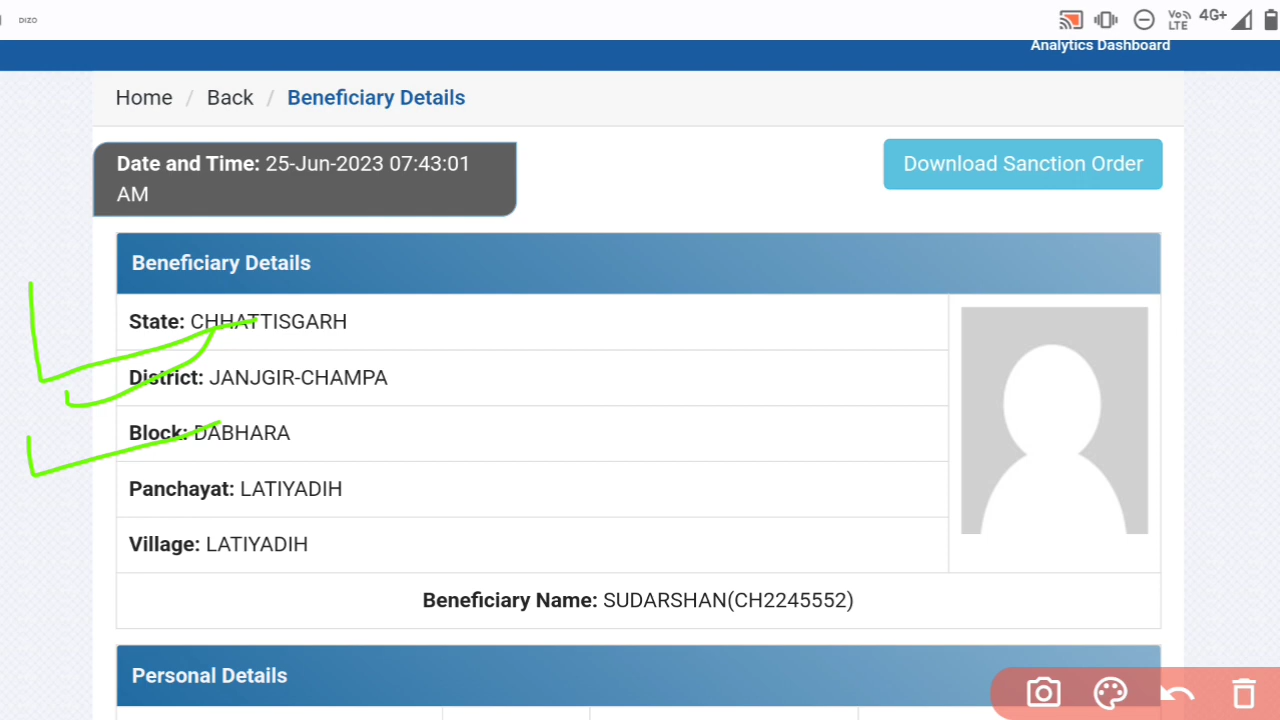 DIZO
Vo
LTE
4G+
Analytics Dashboard
Home / Back / Beneficiary Details
Date and Time: 25-Jun-2023 07:43:01
AM
Download Sanction Order
Beneficiary Details
State: CHHATTISGARH
District: JANJGIR-CHAMPA
Block: DABHARA
Panchayat: LATIYADIH
Village: LATIYADIH
Beneficiary Name: SUDARSHAN(CH2245552)
Personal Details